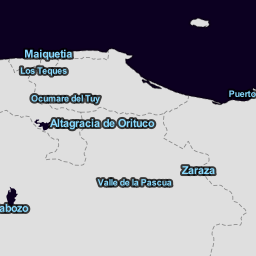 Maiquetia
Los Teques
Puerto
Ocumare del Tuy
Altagracia de Orituco
Zaraza
Valle de la Pascua
abozo